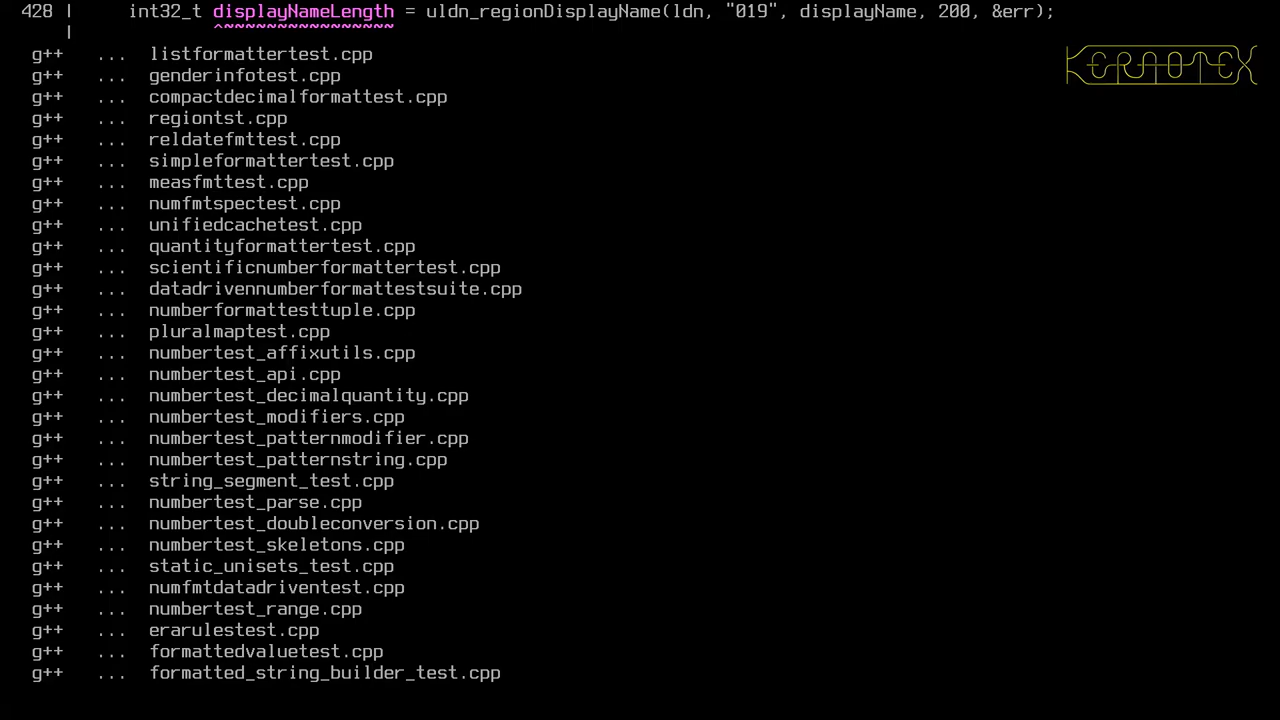 428 |     int32_t displayNameLength = uldn_regionDisplayName(ldn, "019", displayName, 200, &err);
    |             ^~~~~~~~~~~~~~~~~
KERNOTEX
g++   ...  listformattertest.cpp
g++   ...  genderinfotest.cpp
g++   ...  compactdecimalformattest.cpp
g++   ...  regiontst.cpp
g++   ...  reldatefmttest.cpp
g++   ...  simpleformattertest.cpp
g++   ...  measfmttest.cpp
g++   ...  numfmtspectest.cpp
g++   ...  unifiedcachetest.cpp
g++   ...  quantityformattertest.cpp
g++   ...  scientificnumberformattertest.cpp
g++   ...  datadrivennumberformattestsuite.cpp
g++   ...  numberformattesttuple.cpp
g++   ...  pluralmaptest.cpp
g++   ...  numbertest_affixutils.cpp
g++   ...  numbertest_api.cpp
g++   ...  numbertest_decimalquantity.cpp
g++   ...  numbertest_modifiers.cpp
g++   ...  numbertest_patternmodifier.cpp
g++   ...  numbertest_patternstring.cpp
g++   ...  string_segment_test.cpp
g++   ...  numbertest_parse.cpp
g++   ...  numbertest_doubleconversion.cpp
g++   ...  numbertest_skeletons.cpp
g++   ...  static_unisets_test.cpp
g++   ...  numfmtdatadriventest.cpp
g++   ...  numbertest_range.cpp
g++   ...  erarulestest.cpp
g++   ...  formattedvaluetest.cpp
g++   ...  formatted_string_builder_test.cpp